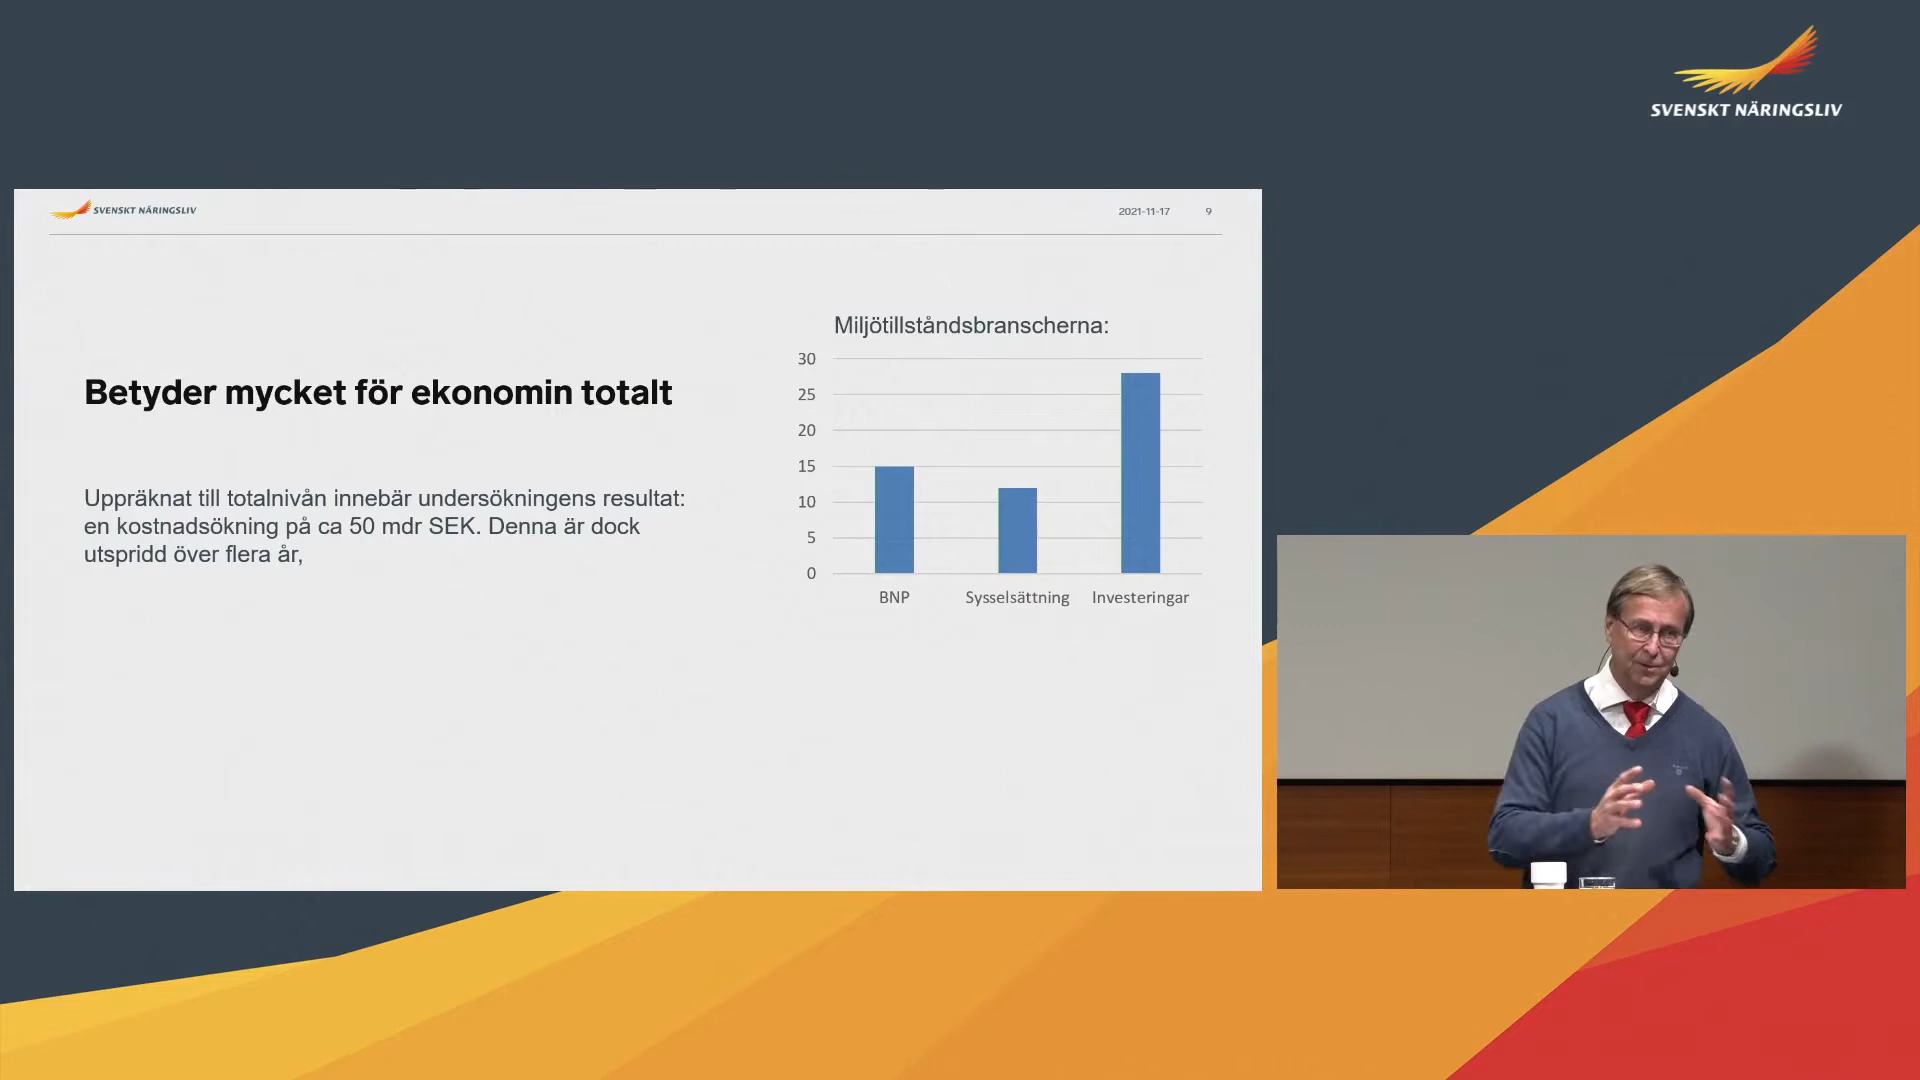 SVENSKT NÄRINGSLIV
SVENSKT NÄRINGSLIV
2021-11-17
9
Betyder mycket för ekonomin totalt
Uppräknat till totalnivån innebär undersökningens resultat:
en kostnadsökning på ca 50 mdr SEK. Denna är dock
utspridd över flera år,
Miljötillståndsbranscherna:
30
25
20
15
10
5
0
BNP
Sysselsättning
Investeringar